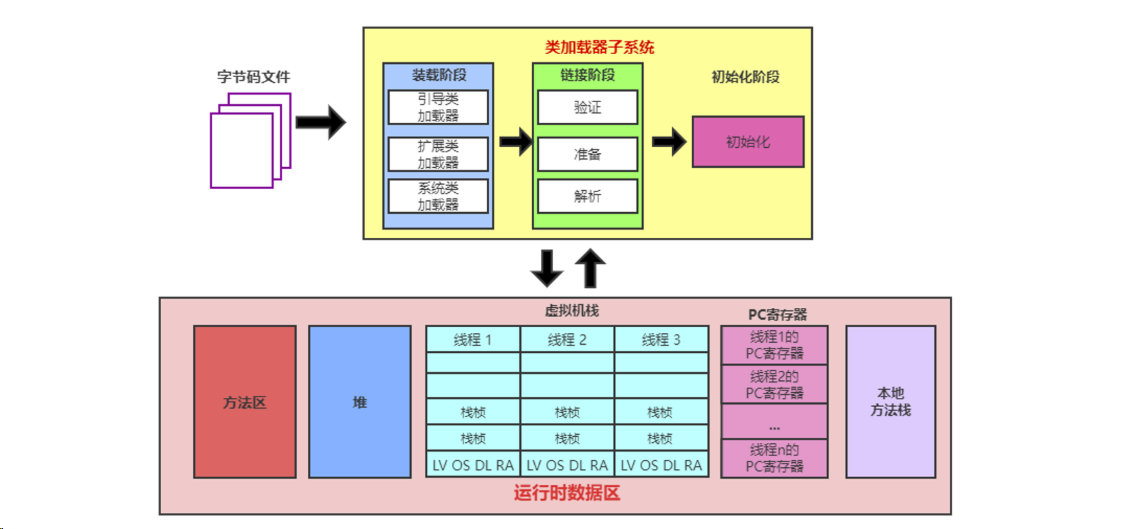 类加载器子系统
字节码文件
装载阶段
引导类
加载器
扩展类
加载器
系统类
加载器
链接阶段
验证
准备
解析
初始化阶段
初始化
方法区
堆
虚拟机栈
线程 1 线程 2 线程 3
栈桢 栈桢 栈桢
栈桢 栈桢 栈桢
LV OS DL RA LV OS DL RA LV OS DL RA
PC寄存器
线程1的
PC寄存器
线程2的
PC寄存器
...
线程n的
PC寄存器
本地
方法栈
运行时数据区